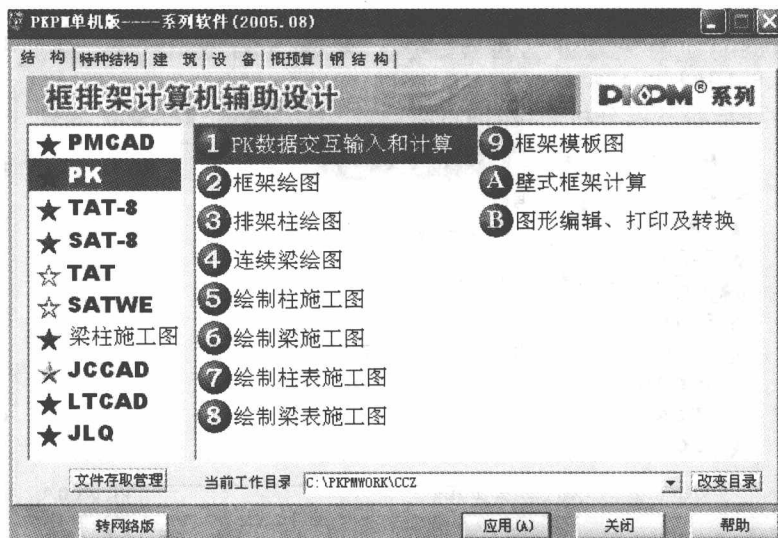 PKPM单机版----系列软件(2005.08)
结 构 特种结构 建 筑 设 备 概预算 钢 结 构
框排架计算机辅助设计 PKPM®系列
PMCAD
PK
TAT-8
SAT-8
TAT
SATWE
梁柱施工图
JCCAD
LTCAD
JLQ
1 PK数据交互输入和计算
2 框架绘图
3 排架柱绘图
4 连续梁绘图
5 绘制柱施工图
6 绘制梁施工图
7 绘制柱表施工图
8 绘制梁表施工图
9 框架模板图
A 壁式框架计算
B 图形编辑、打印及转换
文件存取管理 当前工作目录 C:\PKPMWORK\CCZ 改变目录
转网络版 应用(A) 关闭 帮助